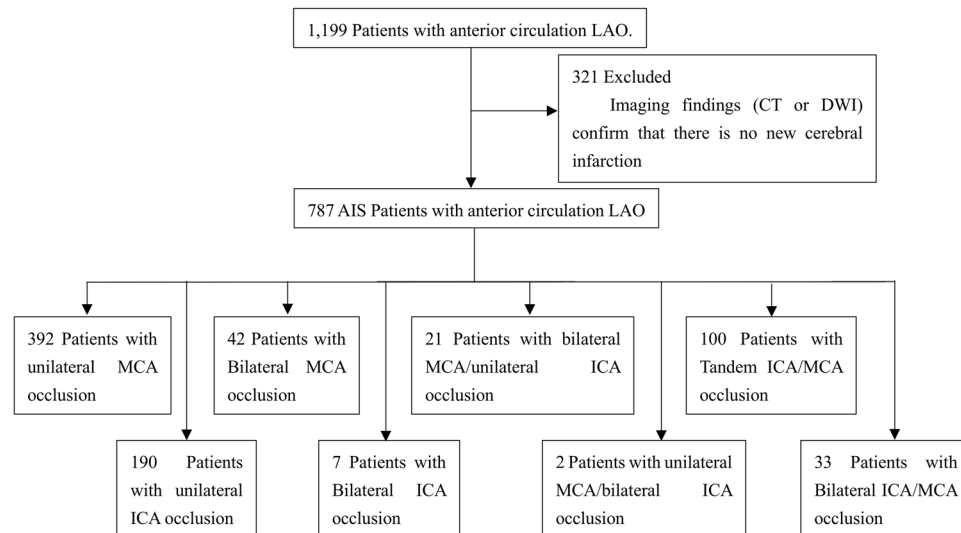 1,199 Patients with anterior circulation LAO.
321 Excluded
Imaging findings (CT or DWI)
confirm that there is no new cerebral
infarction
787 AIS Patients with anterior circulation LAO
392 Patients with
unilateral MCA
occlusion
42 Patients with
Bilateral MCA
occlusion
21 Patients with bilateral
MCA/unilateral ICA
occlusion
100 Patients with
Tandem ICA/MCA
occlusion
190 Patients
with unilateral
ICA occlusion
7 Patients with
Bilateral ICA
occlusion
2 Patients with unilateral
MCA/bilateral ICA
occlusion
33 Patients with
Bilateral ICA/MCA
occlusion